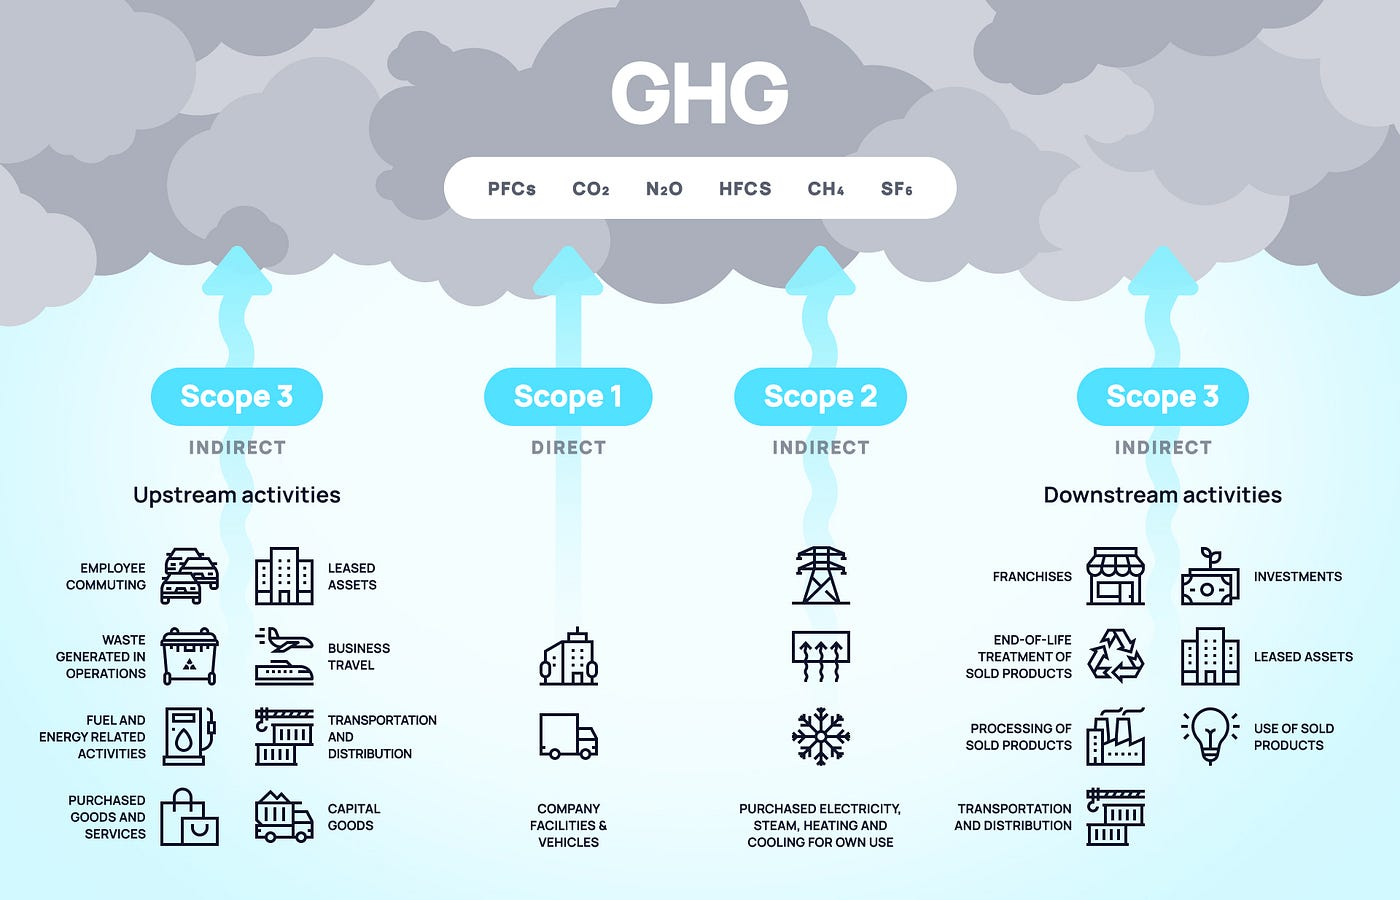 GHG
PFCs CO₂ N₂O HFCS CH₄ SF₆
Scope 3
INDIRECT
Upstream activities
EMPLOYEE
COMMUTING
LEASED
ASSETS
WASTE
GENERATED IN
OPERATIONS
BUSINESS
TRAVEL
FUEL AND
ENERGY RELATED
ACTIVITIES
TRANSPORTATION
AND
DISTRIBUTION
PURCHASED
GOODS AND
SERVICES
CAPITAL
GOODS
Scope 1
DIRECT
COMPANY
FACILITIES &
VEHICLES
Scope 2
INDIRECT
PURCHASED ELECTRICITY,
STEAM, HEATING AND
COOLING FOR OWN USE
Scope 3
INDIRECT
Downstream activities
FRANCHISES
INVESTMENTS
END-OF-LIFE
TREATMENT OF
SOLD PRODUCTS
LEASED ASSETS
PROCESSING OF
SOLD PRODUCTS
USE OF SOLD
PRODUCTS
TRANSPORTATION
AND DISTRIBUTION